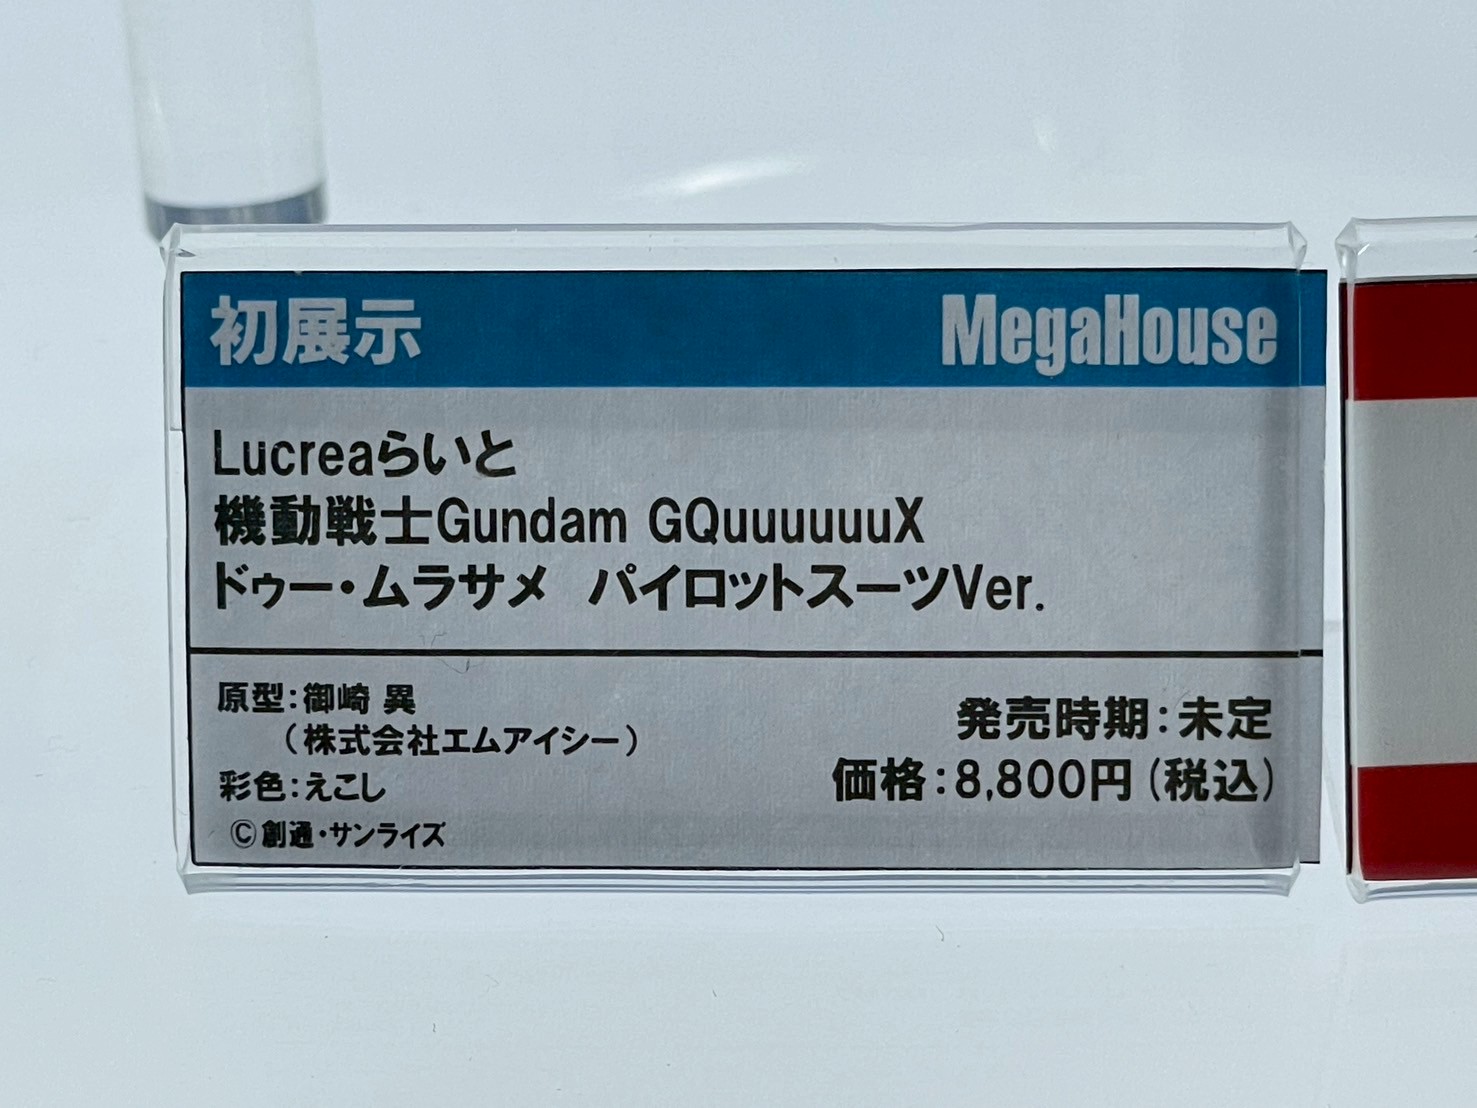 初展示 MegaHouse
Lucreaらいと
機動戦士Gundam GQuuuuuuX
ドゥー・ムラサメ パイロットスーツVer.
原型：御崎 異
（株式会社エムアイシー）
彩色：えこし
©創通・サンライズ
発売時期：未定
価格：8,800円（税込）